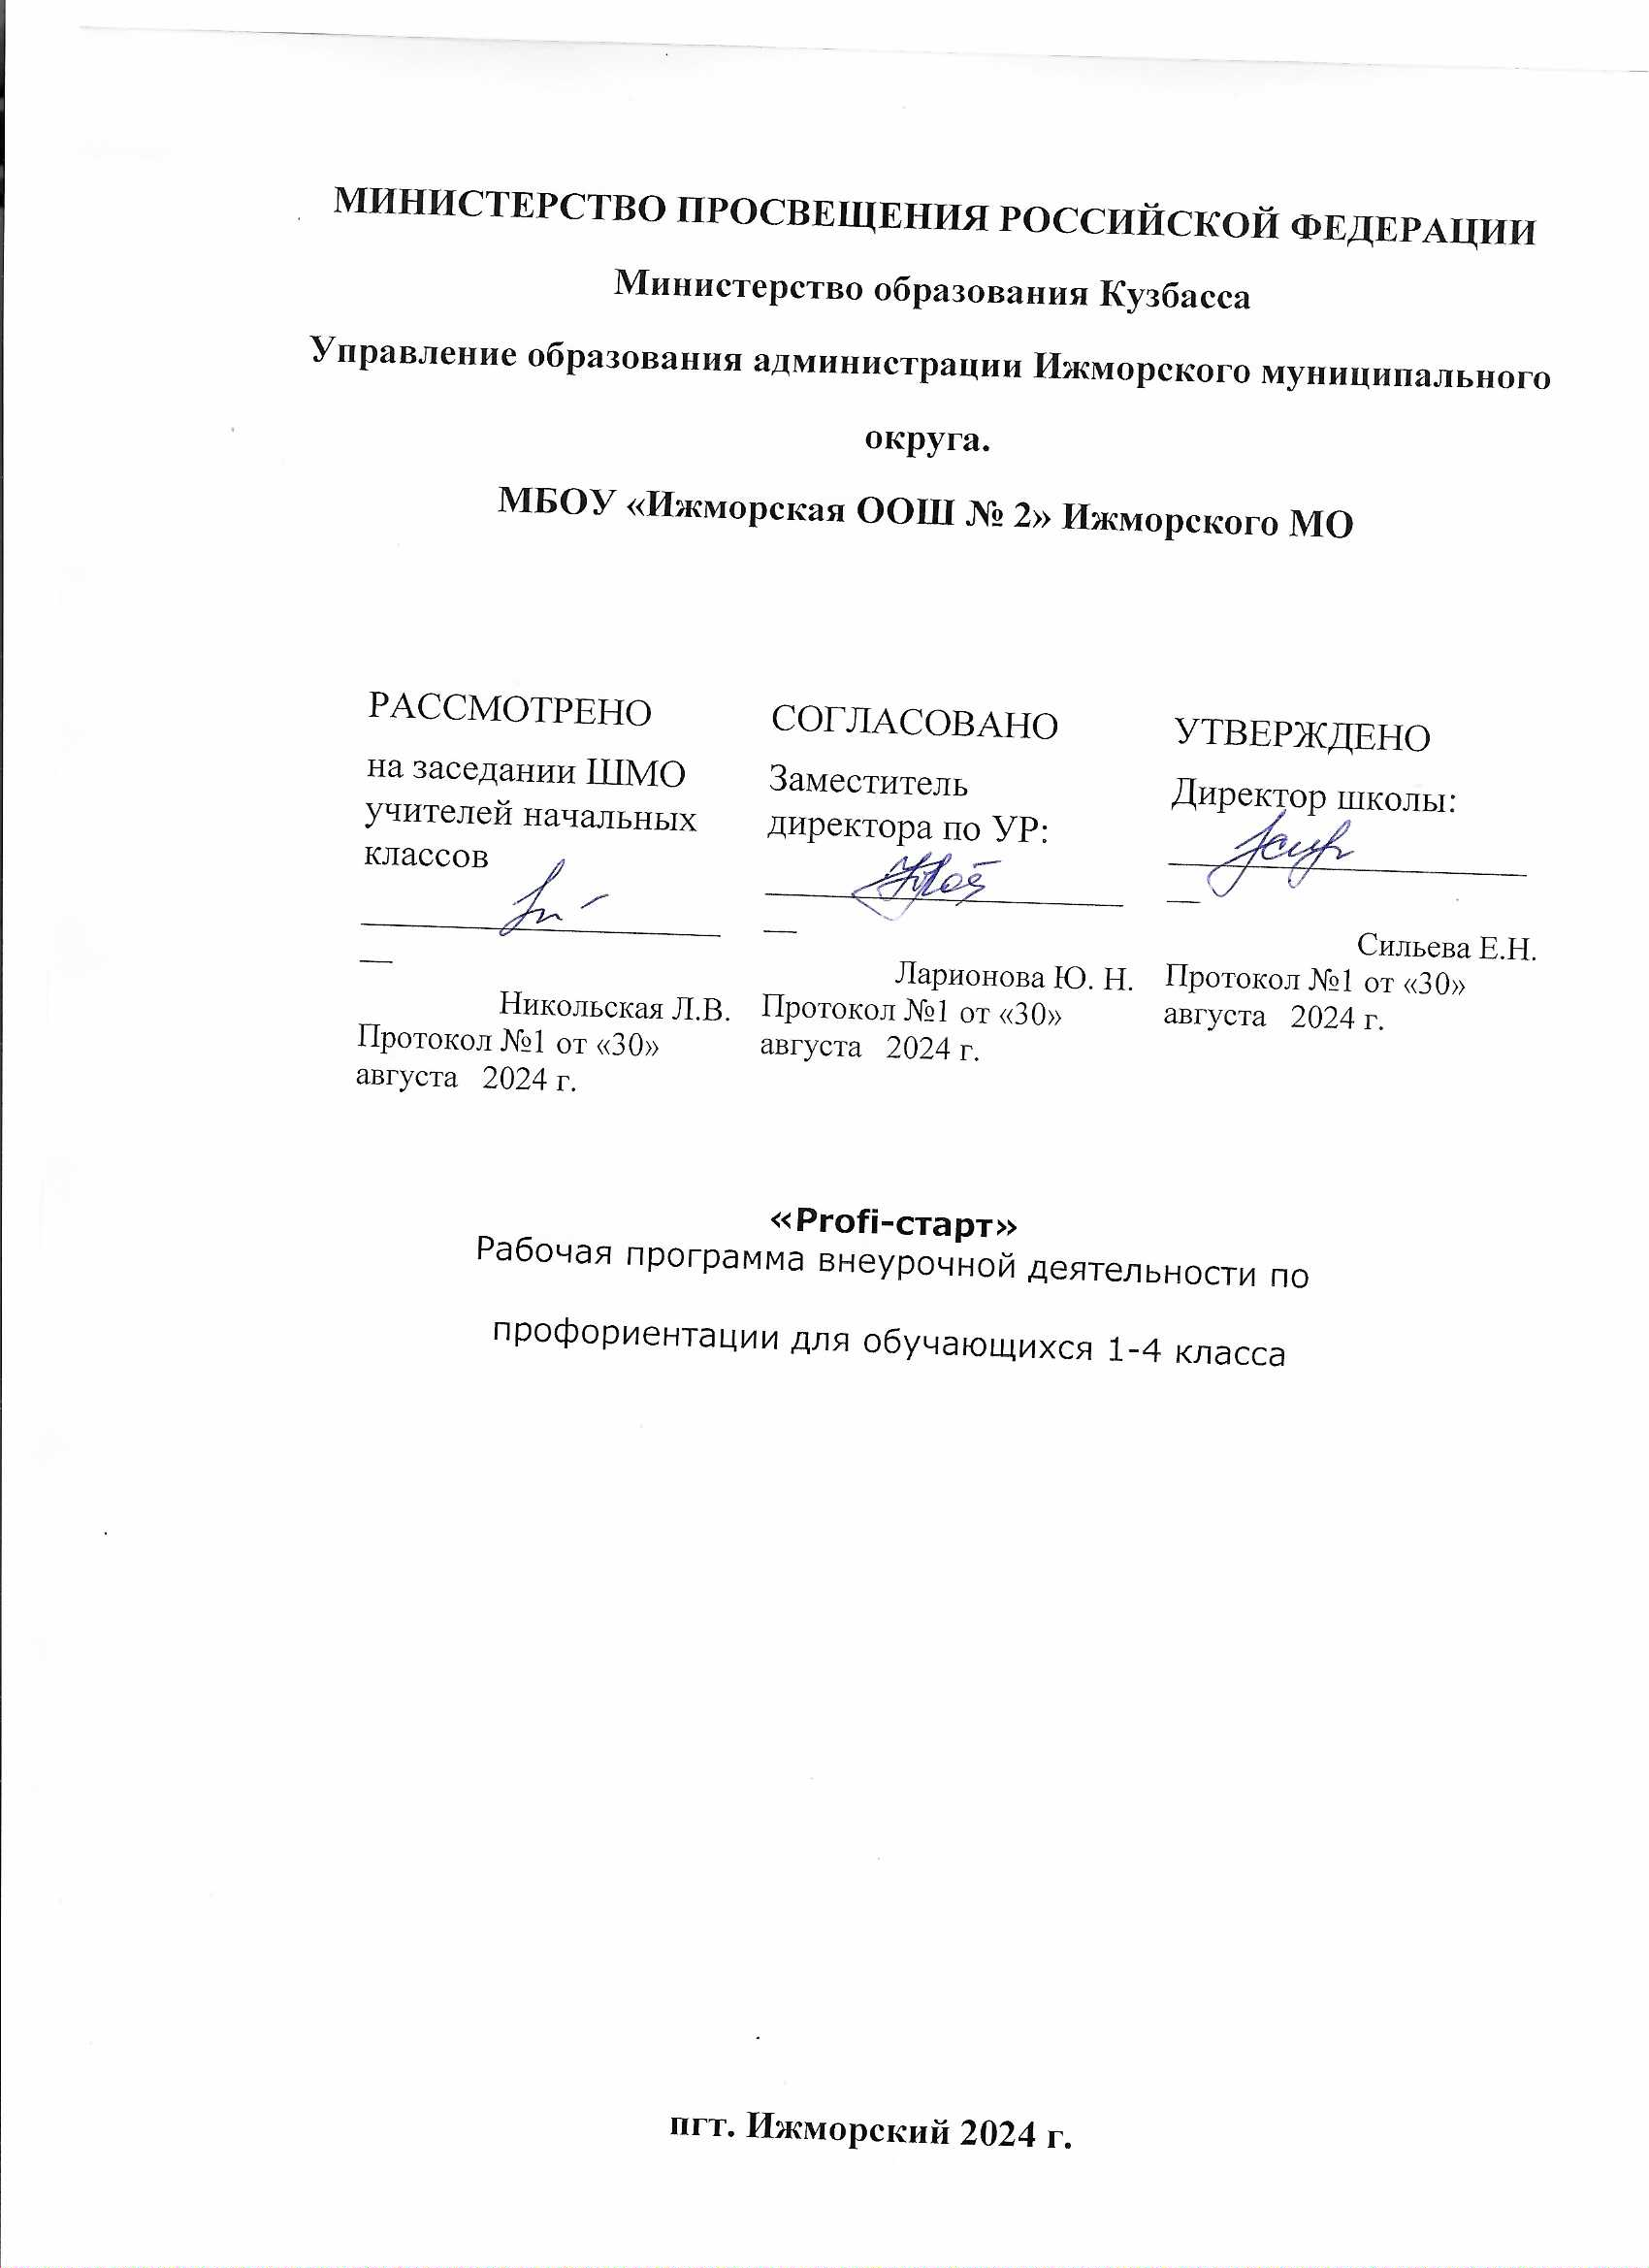 МИНИСТЕРСТВО ПРОСВЕЩЕНИЯ РОССИЙСКОЙ ФЕДЕРАЦИИ
Министерство образования Кузбасса
Управление образования администрации Ижморского муниципального
округа.
МБОУ «Ижморская ООШ № 2» Ижморского МО
РАССМОТРЕНО
на заседании ШМО
учителей начальных
классов
Никольская Л.В.
Протокол №1 от «30»
августа 2024 г.
СОГЛАСОВАНО
Заместитель
директора по УР:
Ларионова Ю. Н.
Протокол №1 от «30»
августа 2024 г.
УТВЕРЖДЕНО
Директор школы:
Сильева Е.Н.
Протокол №1 от «30»
августа 2024 г.
«Profi-старт»
Рабочая программа внеурочной деятельности по
профориентации для обучающихся 1-4 класса
пгт. Ижморский 2024 г.